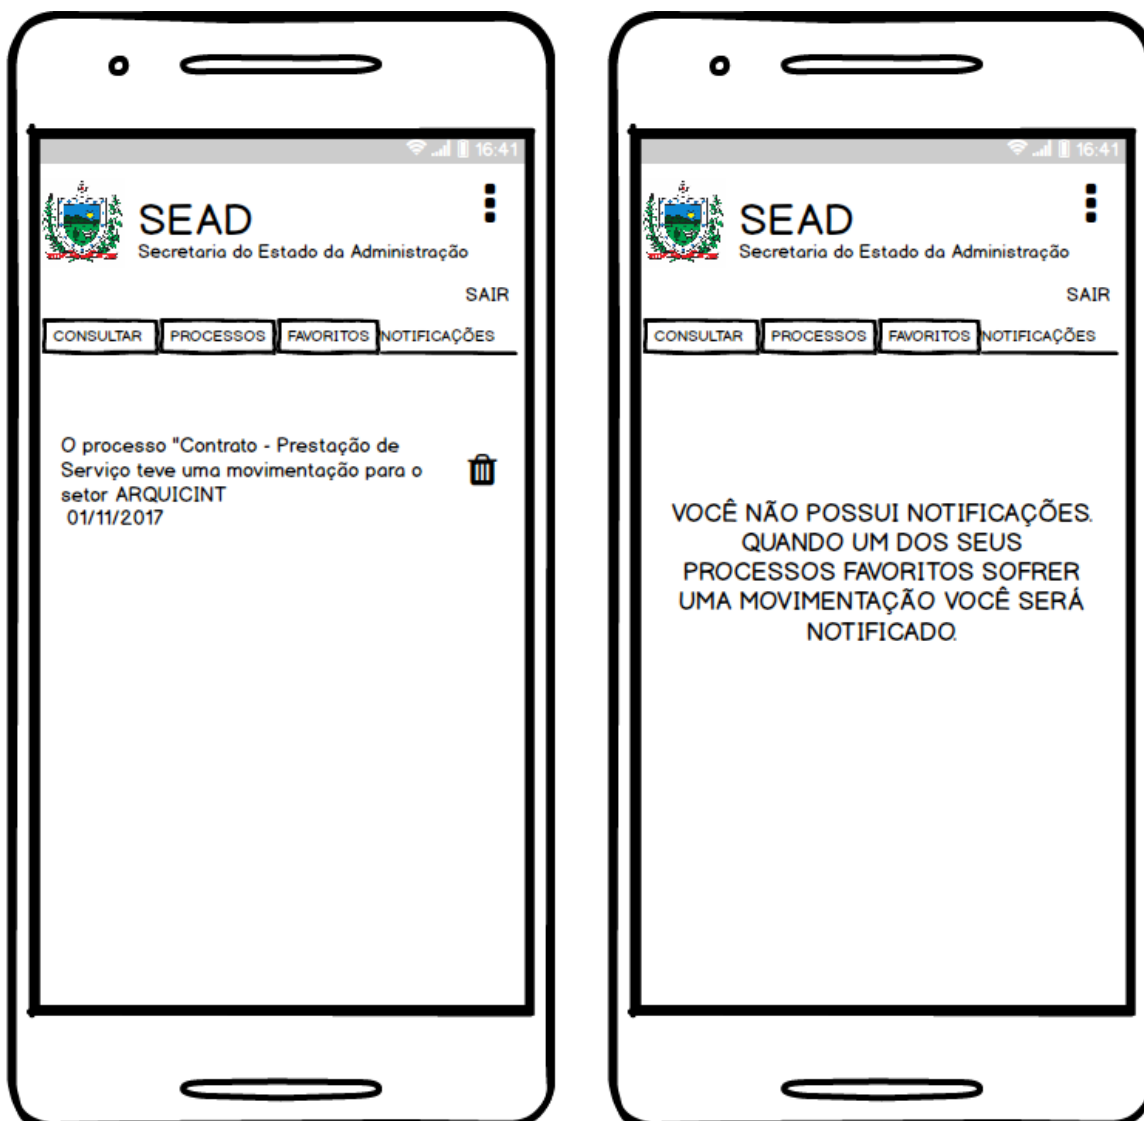 16:41
SEAD
Secretaria do Estado da Administração
SAIR
CONSULTAR PROCESSOS FAVORITOS NOTIFICAÇÕES
O processo "Contrato - Prestação de
Serviço teve uma movimentação para o
setor ARQUICINT
01/11/2017
16:41
SEAD
Secretaria do Estado da Administração
SAIR
CONSULTAR PROCESSOS FAVORITOS NOTIFICAÇÕES
VOCÊ NÃO POSSUI NOTIFICAÇÕES.
QUANDO UM DOS SEUS
PROCESSOS FAVORITOS SOFRER
UMA MOVIMENTAÇÃO VOCÊ SERÁ
NOTIFICADO.